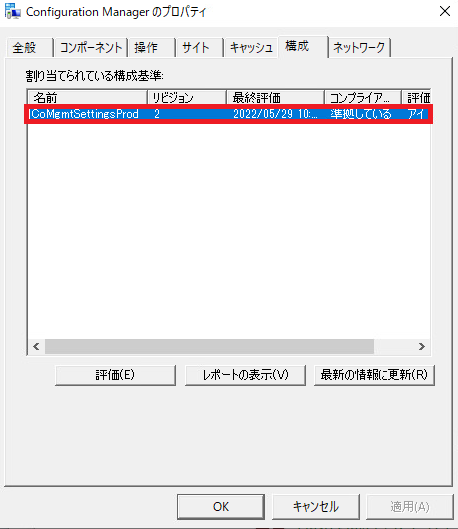 Configuration Manager のプロパティ
全般 コンポーネント 操作 サイト キャッシュ 構成 ネットワーク
割り当てられている構成基準:
名前 リビジョン 最終評価 コンプライア... 評価
CoMgmtSettingsProd 2 2022/05/29 10:... 準拠している アイ
評価(E) レポートの表示(V) 最新の情報に更新(R)
OK キャンセル 適用(A)